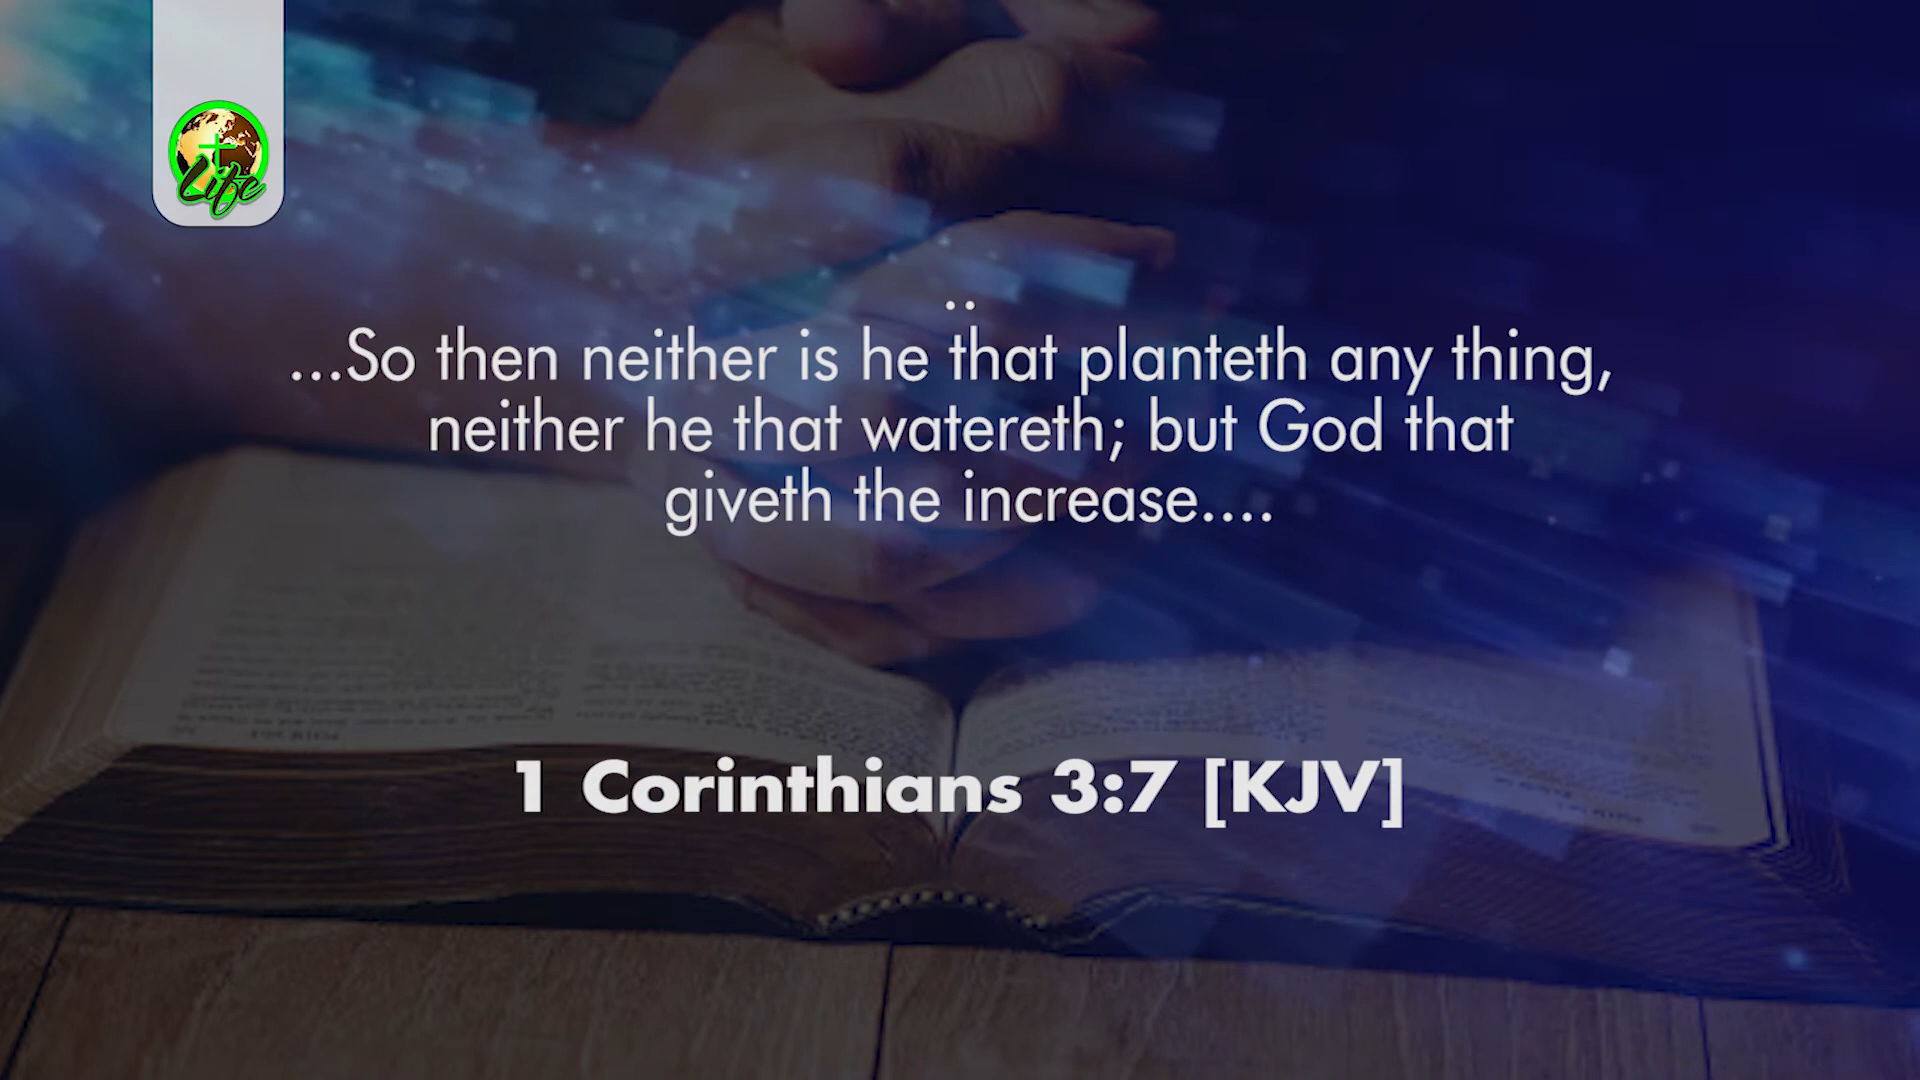 Life
..
...So then neither is he that planteth any thing,
neither he that watereth; but God that
giveth the increase....
1 Corinthians 3:7 [KJV]